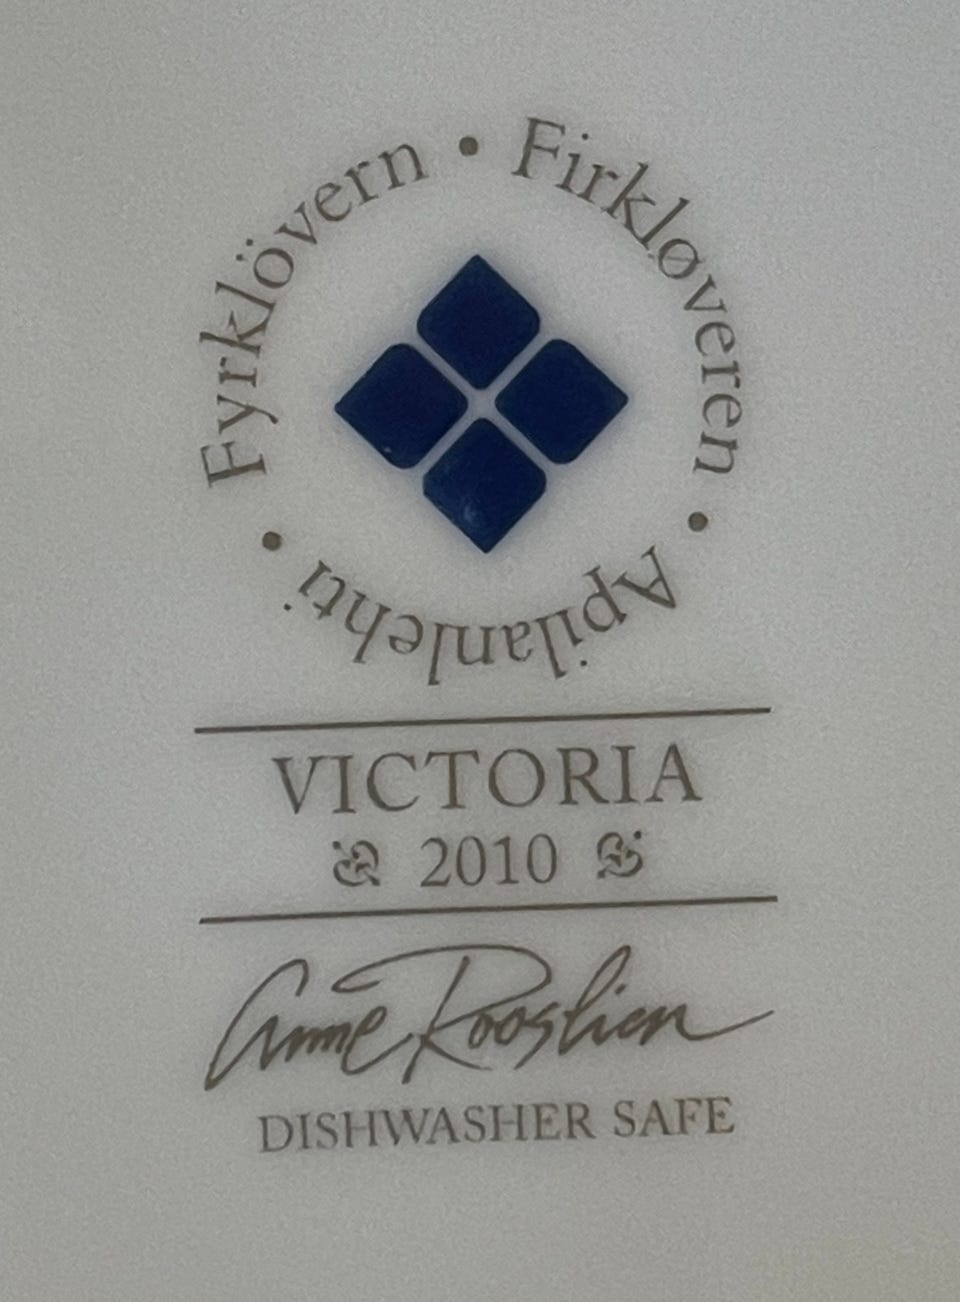 Fyrklövern • Firkløveren • Apilanlehti •
VICTORIA
2010
Anne Rooslien
DISHWASHER SAFE